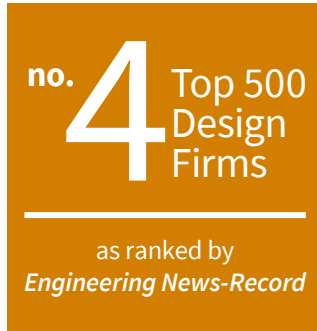 no. 4 Top 500
Design
Firms
as ranked by
Engineering News-Record